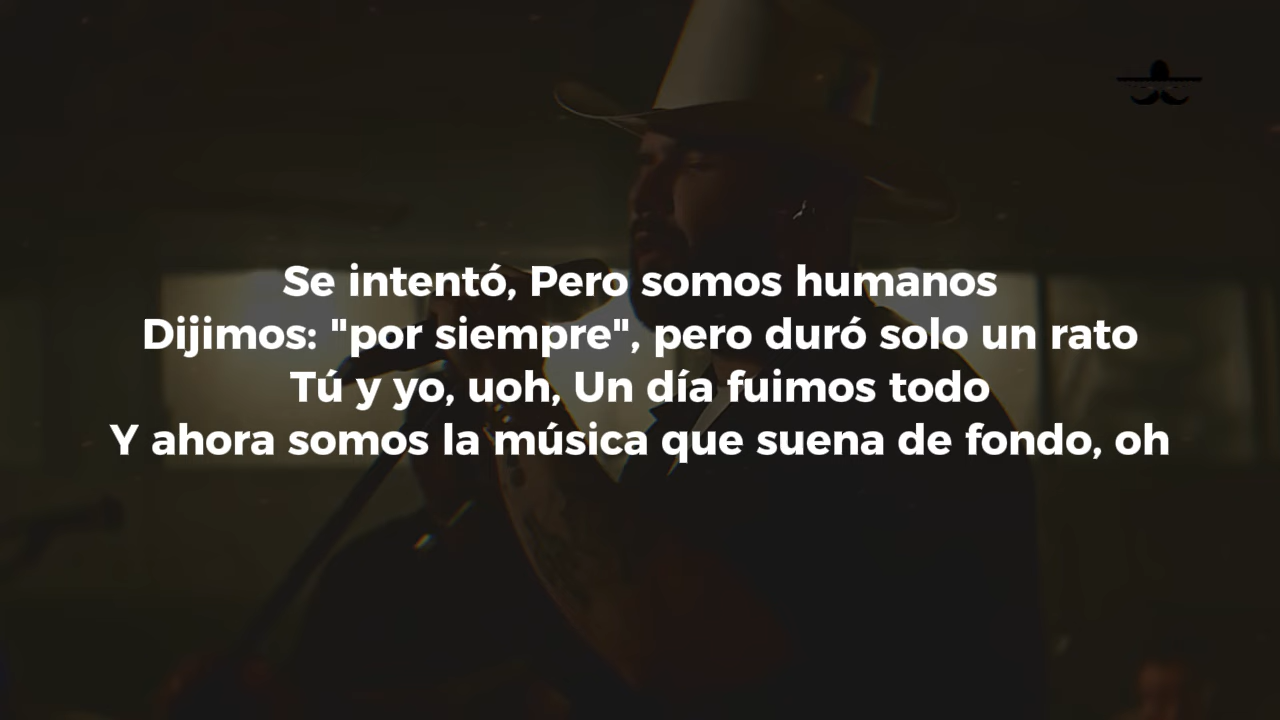 Se intentó, Pero somos humanos
Dijimos: "por siempre", pero duró solo un rato
Tú y yo, uoh, Un día fuimos todo
Y ahora somos la música que suena de fondo, oh